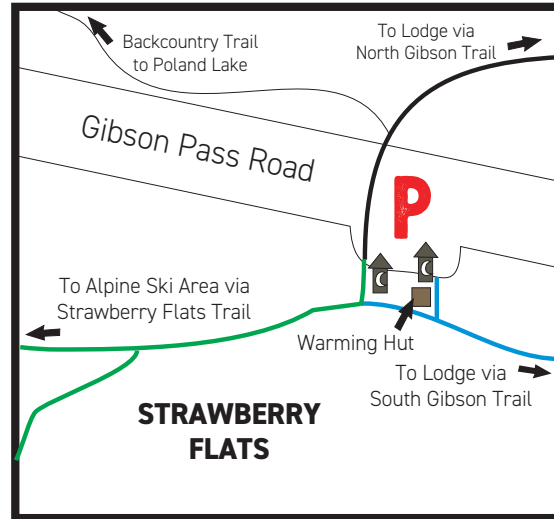 Backcountry Trail
to Poland Lake
To Lodge via
North Gibson Trail
Gibson Pass Road
P
To Alpine Ski Area via
Strawberry Flats Trail
Warming Hut
To Lodge via
South Gibson Trail
STRAWBERRY
FLATS